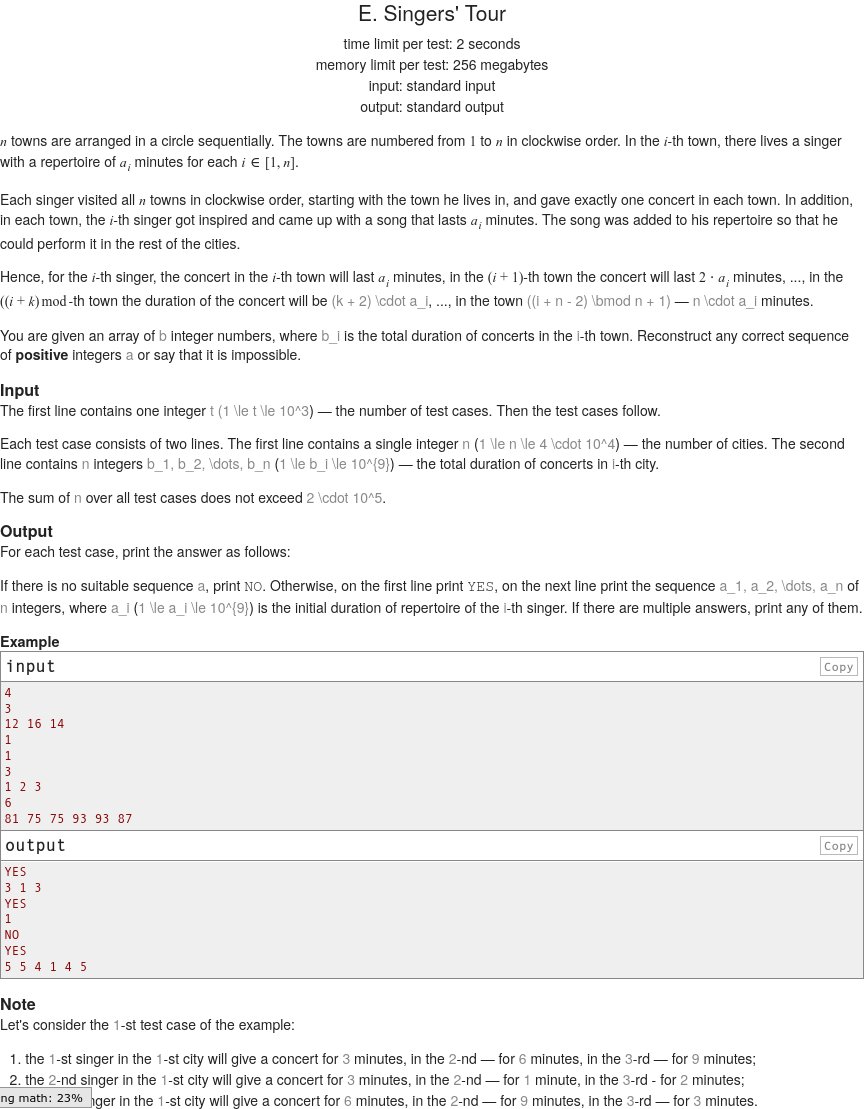 E. Singers' Tour
time limit per test: 2 seconds
memory limit per test: 256 megabytes
input: standard input
output: standard output
n towns are arranged in a circle sequentially. The towns are numbered from 1 to n in clockwise order. In the i-th town, there lives a singer
with a repertoire of a_i minutes for each i ∈ [1, n].
Each singer visited all n towns in clockwise order, starting with the town he lives in, and gave exactly one concert in each town. In addition,
in each town, the i-th singer got inspired and came up with a song that lasts a_i minutes. The song was added to his repertoire so that he
could perform it in the rest of the cities.
Hence, for the i-th singer, the concert in the i-th town will last a_i minutes, in the (i + 1)-th town the concert will last 2 · a_i minutes, ..., in the
((i + k) mod -th town the duration of the concert will be (k + 2) \cdot a_i, ..., in the town ((i + n - 2) \bmod n + 1) — n \cdot a_i minutes.
You are given an array of b integer numbers, where b_i is the total duration of concerts in the i-th town. Reconstruct any correct sequence
of positive integers a or say that it is impossible.
Input
The first line contains one integer t (1 \le t \le 10^3) — the number of test cases. Then the test cases follow.
Each test case consists of two lines. The first line contains a single integer n (1 \le n \le 4 \cdot 10^4) — the number of cities. The second
line contains n integers b_1, b_2, \dots, b_n (1 \le b_i \le 10^{9}) — the total duration of concerts in i-th city.
The sum of n over all test cases does not exceed 2 \cdot 10^5.
Output
For each test case, print the answer as follows:
If there is no suitable sequence a, print NO. Otherwise, on the first line print YES, on the next line print the sequence a_1, a_2, \dots, a_n of
n integers, where a_i (1 \le a_i \le 10^{9}) is the initial duration of repertoire of the i-th singer. If there are multiple answers, print any of them.
Example
input Copy
4
3
12 16 14
1
1
3
1 2 3
6
81 75 75 93 93 87
output Copy
YES
3 1 3
YES
1
NO
YES
5 5 4 1 4 5
Note
Let's consider the 1-st test case of the example:
1. the 1-st singer in the 1-st city will give a concert for 3 minutes, in the 2-nd — for 6 minutes, in the 3-rd — for 9 minutes;
2. the 2-nd singer in the 1-st city will give a concert for 3 minutes, in the 2-nd — for 1 minute, in the 3-rd - for 2 minutes;
ng math: 23% nger in the 1-st city will give a concert for 6 minutes, in the 2-nd — for 9 minutes, in the 3-rd — for 3 minutes.